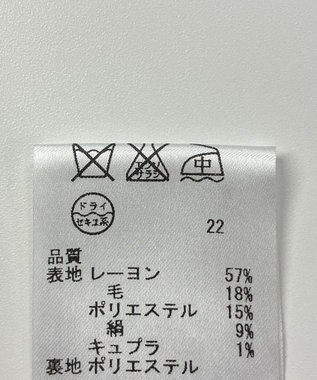 エンソ 中
サラシ
ドライ
セキユ系 22
品質
表地 レーヨン 57%
毛 18%
ポリエステル 15%
絹 9%
キュプラ 1%
裏地 ポリエステル